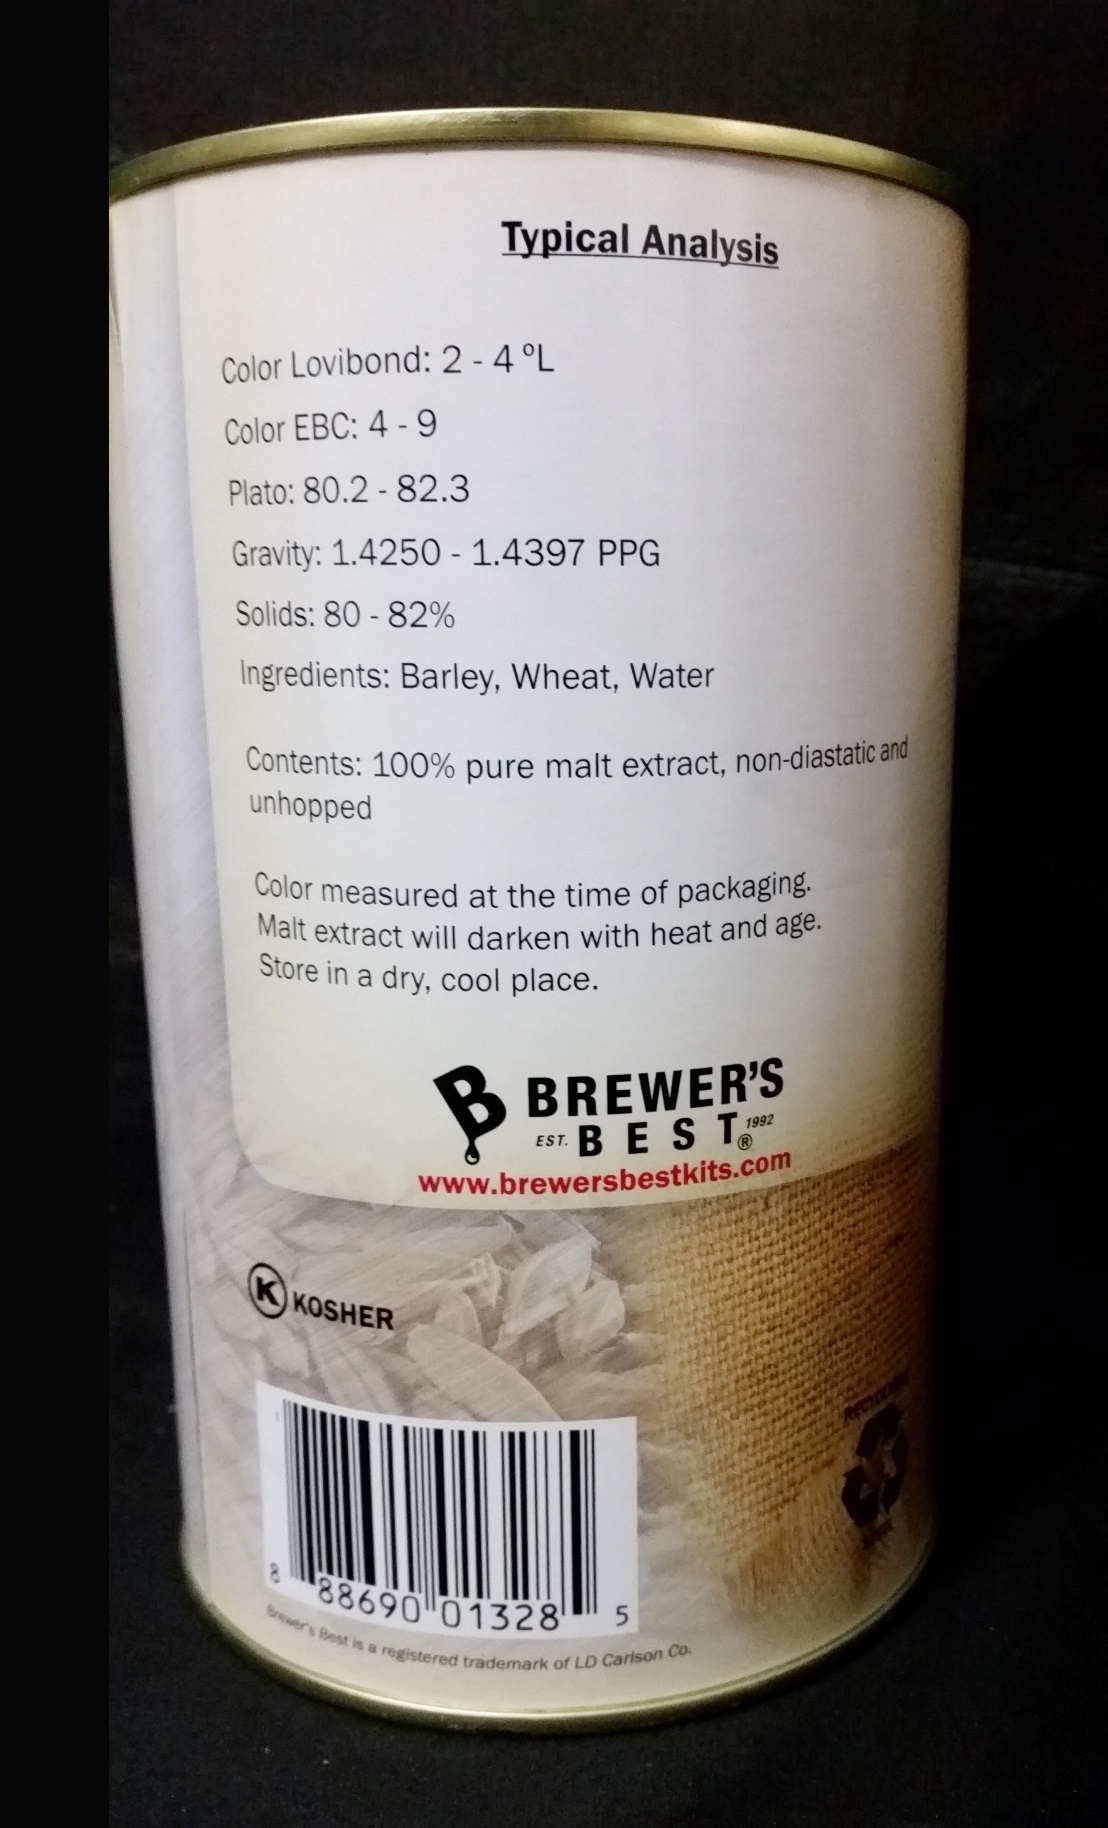 Typical Analysis
Color Lovibond: 2 - 4 ºL
Color EBC: 4 - 9
Plato: 80.2 - 82.3
Gravity: 1.4250 - 1.4397 PPG
Solids: 80 - 82%
Ingredients: Barley, Wheat, Water
Contents: 100% pure malt extract, non-diastatic and
unhopped
Color measured at the time of packaging.
Malt extract will darken with heat and age.
Store in a dry, cool place.
B BREWER'S
EST. BEST® 1992
www.brewersbestkits.com
K KOSHER
8 88690 01328 5
Brewer's Best is a registered trademark of LD Carlson Co.